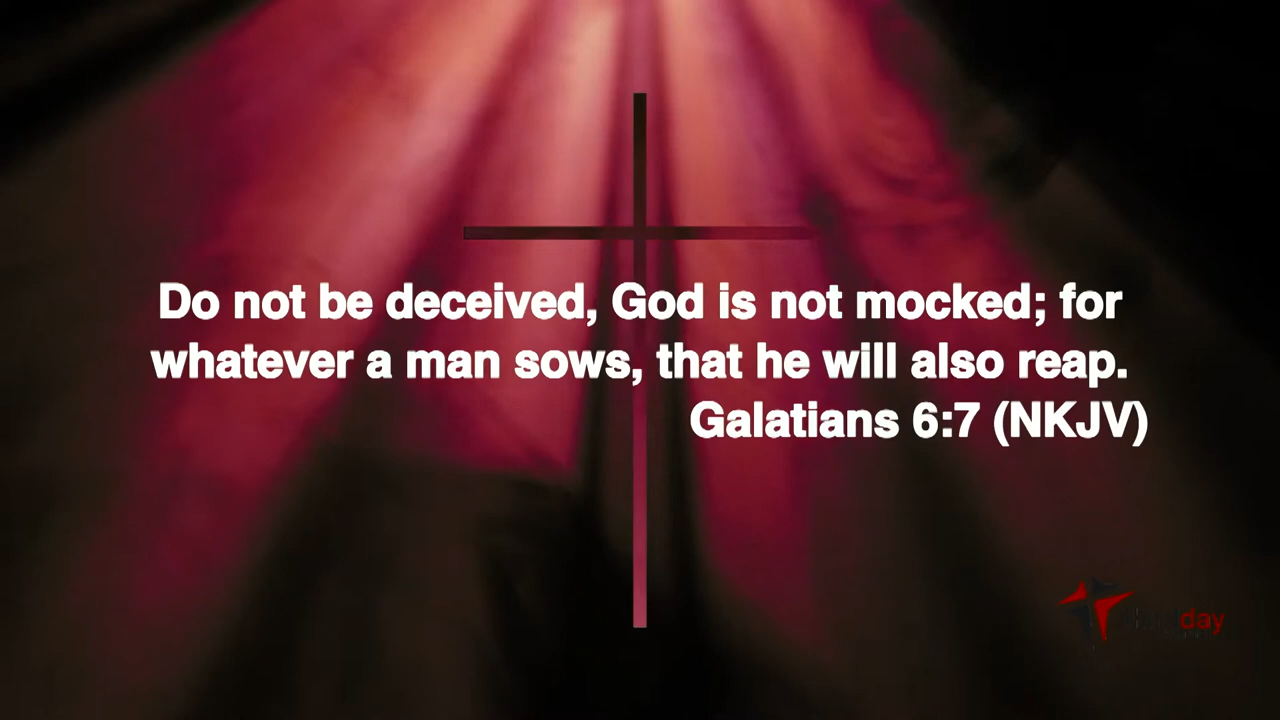 Do not be deceived, God is not mocked; for
whatever a man sows, that he will also reap.
Galatians 6:7 (NKJV)
day